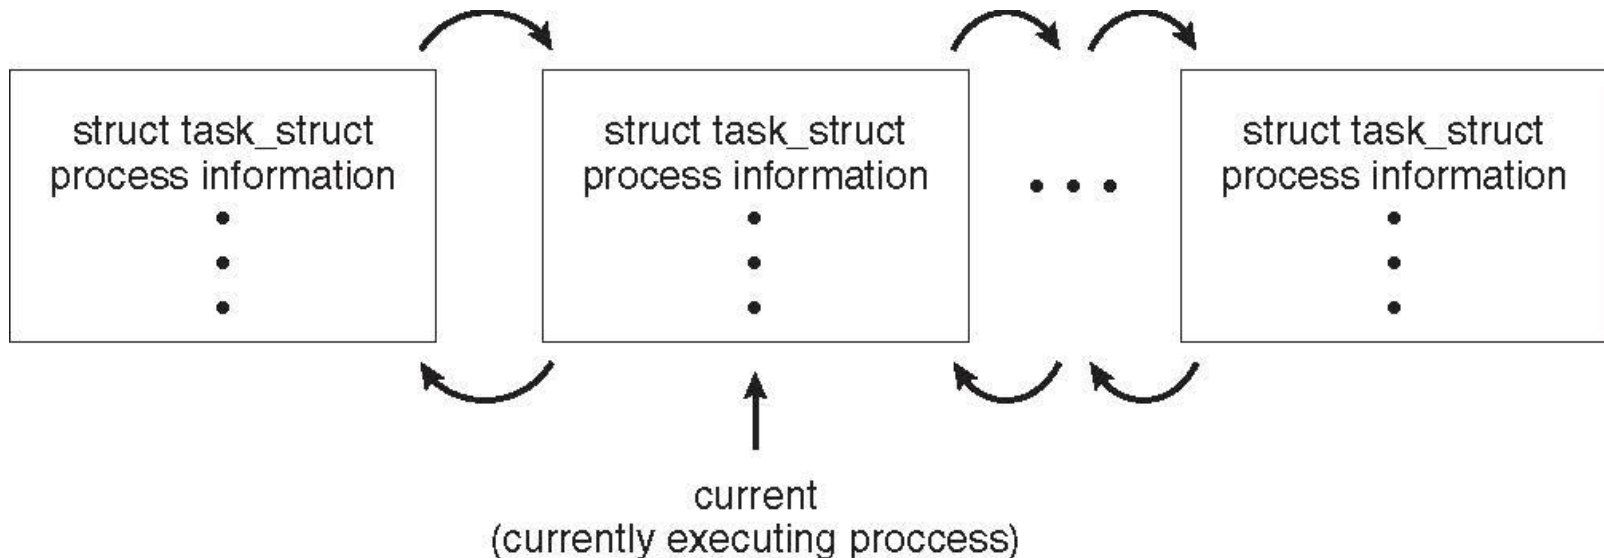 struct task_struct
process information
struct task_struct
process information
struct task_struct
process information
current
(currently executing proccess)